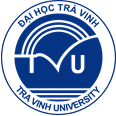 ĐẠI HỌC TRÀ VINH
TVU
TRA VINH UNIVERSITY